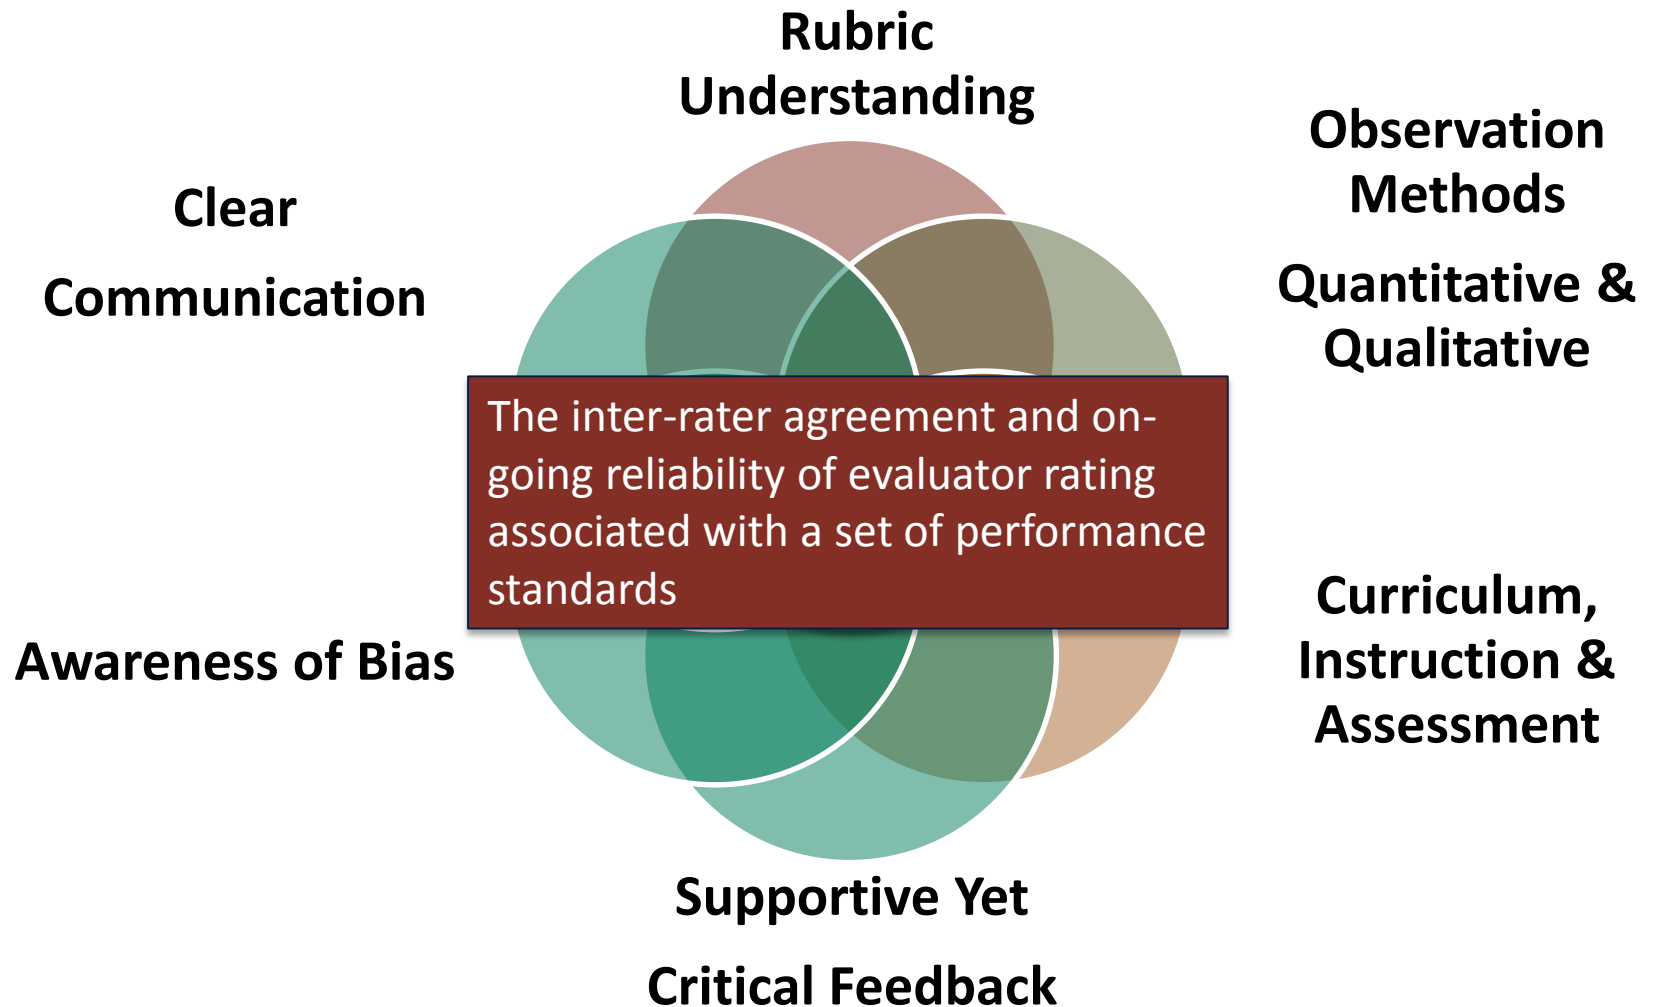 Rubric
Understanding
Observation
Methods
Quantitative &
Qualitative
Clear
Communication
The inter-rater agreement and on-
going reliability of evaluator rating
associated with a set of performance
standards
Curriculum,
Instruction &
Assessment
Awareness of Bias
Supportive Yet
Critical Feedback